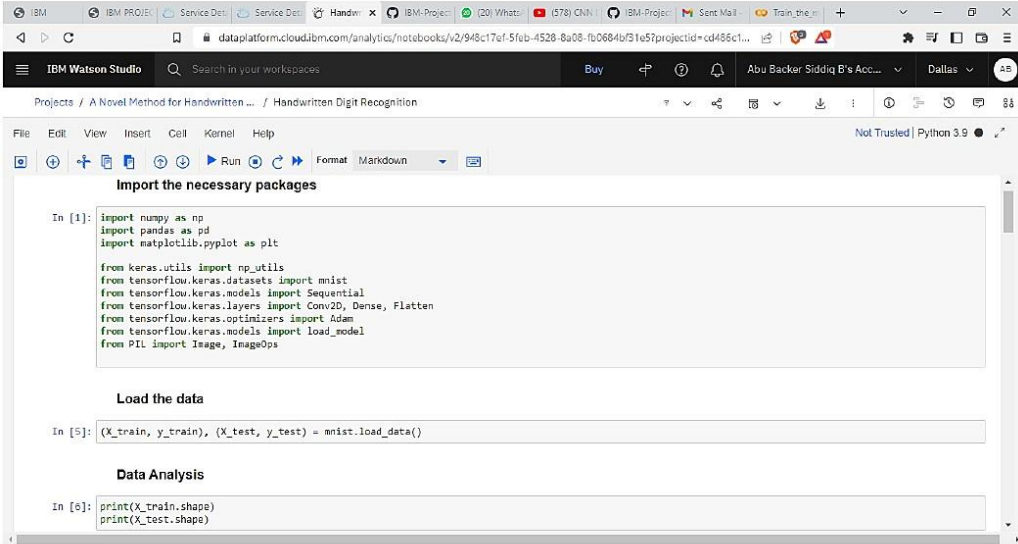 IBM
IBM PROJEC
Service Det
Service Det
Handwr
IBM-Project
(20) Whats
(578) CNN
IBM-Project
Sent Mail -
Train_the_m
dataplatform.cloud.ibm.com/analytics/notebooks/v2/948c17ef-5feb-4528-8a08-fb0684bf31e5?projectid=cd486c1...
IBM Watson Studio
Search in your workspaces
Buy
Abu Backer Siddiq B's Acc...
Dallas
AB
Projects / A Novel Method for Handwritten ... / Handwritten Digit Recognition
File Edit View Insert Cell Kernel Help
Not Trusted | Python 3.9
Run
Format Markdown
Import the necessary packages
In [1]: import numpy as np
import pandas as pd
import matplotlib.pyplot as plt
from keras.utils import np_utils
from tensorflow.keras.datasets import mnist
from tensorflow.keras.models import Sequential
from tensorflow.keras.layers import Conv2D, Dense, Flatten
from tensorflow.keras.optimizers import Adam
from tensorflow.keras.models import load_model
from PIL import Image, ImageOps
Load the data
In [5]: (X_train, y_train), (X_test, y_test) = mnist.load_data()
Data Analysis
In [6]: print(X_train.shape)
print(X_test.shape)